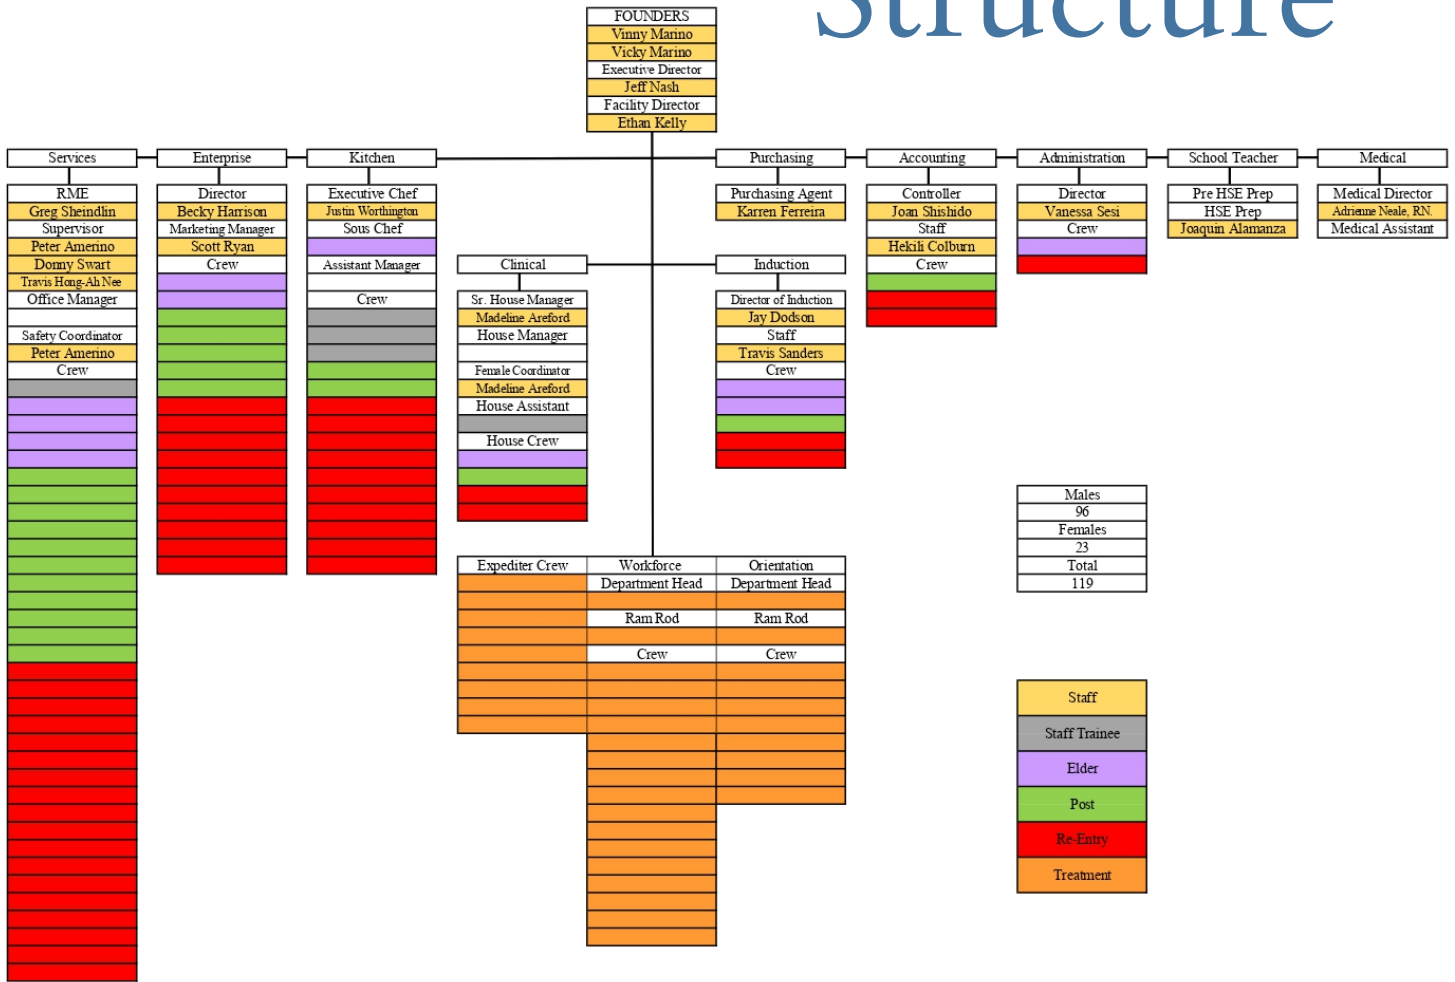 Structure
FOUNDERS
Vinny Marino
Vicky Marino
Executive Director
Jeff Nash
Facility Director
Ethan Kelly
Services
Enterprise
Kitchen
Purchasing
Accounting
Administration
School Teacher
Medical
RME
Greg Sheindlin
Supervisor
Peter Amerino
Donny Swart
Travis Hong-Ah Nee
Office Manager
Safety Coordinator
Peter Amerino
Crew
Director
Becky Harrison
Marketing Manager
Scott Ryan
Crew
Executive Chef
Justin Worthington
Sous Chef
Assistant Manager
Crew
Purchasing Agent
Karren Ferreira
Controller
Joan Shishido
Staff
Hekili Colburn
Crew
Director
Vanessa Sesi
Crew
Pre HSE Prep
HSE Prep
Joaquin Alamanza
Medical Director
Adrienne Neale, RN.
Medical Assistant
Clinical
Sr. House Manager
Madeline Areford
House Manager
Female Coordinator
Madeline Areford
House Assistant
House Crew
Induction
Director of Induction
Jay Dodson
Staff
Travis Sanders
Crew
Expediter Crew
Workforce
Department Head
Ram Rod
Crew
Orientation
Department Head
Ram Rod
Crew
Males
96
Females
23
Total
119
Staff
Staff Trainee
Elder
Post
Re-Entry
Treatment